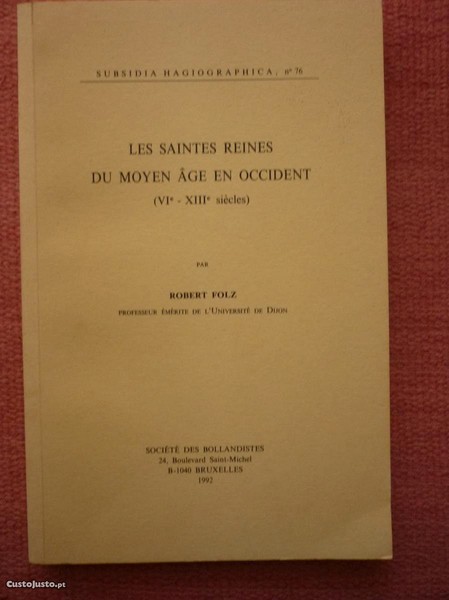 SUBSIDIA HAGIOGRAPHICA, nº 76
LES SAINTES REINES
DU MOYEN ÂGE EN OCCIDENT
(VIe - XIIIe siècles)
PAR
ROBERT FOLZ
PROFESSEUR ÉMÉRITE DE L'UNIVERSITÉ DE DIJON
SOCIÉTÉ DES BOLLANDISTES
24, Boulevard Saint-Michel
B-1040 BRUXELLES
1992
CustoJusto.pt